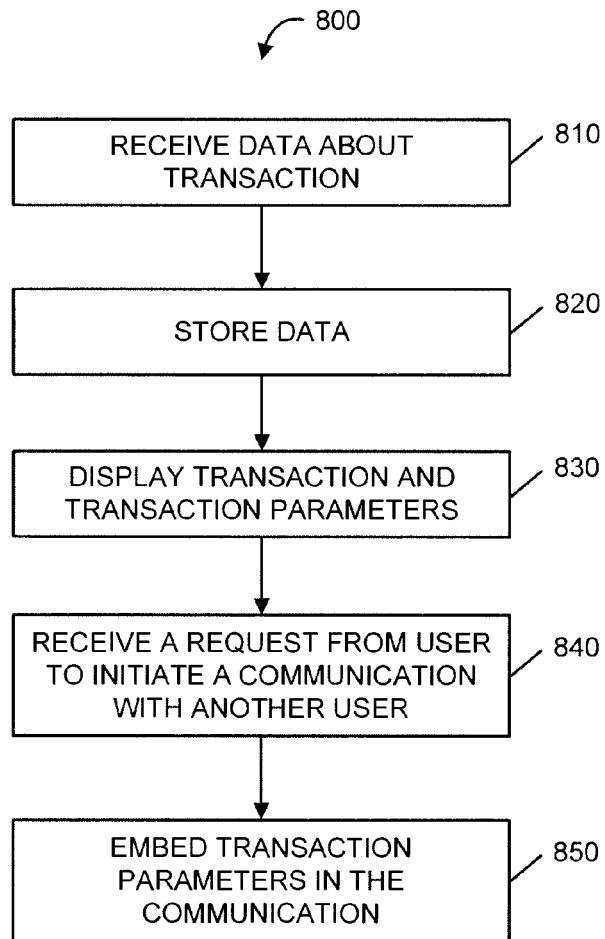 800
RECEIVE DATA ABOUT
TRANSACTION
810
STORE DATA
820
DISPLAY TRANSACTION AND
TRANSACTION PARAMETERS
830
RECEIVE A REQUEST FROM USER
TO INITIATE A COMMUNICATION
WITH ANOTHER USER
840
EMBED TRANSACTION
PARAMETERS IN THE
COMMUNICATION
850